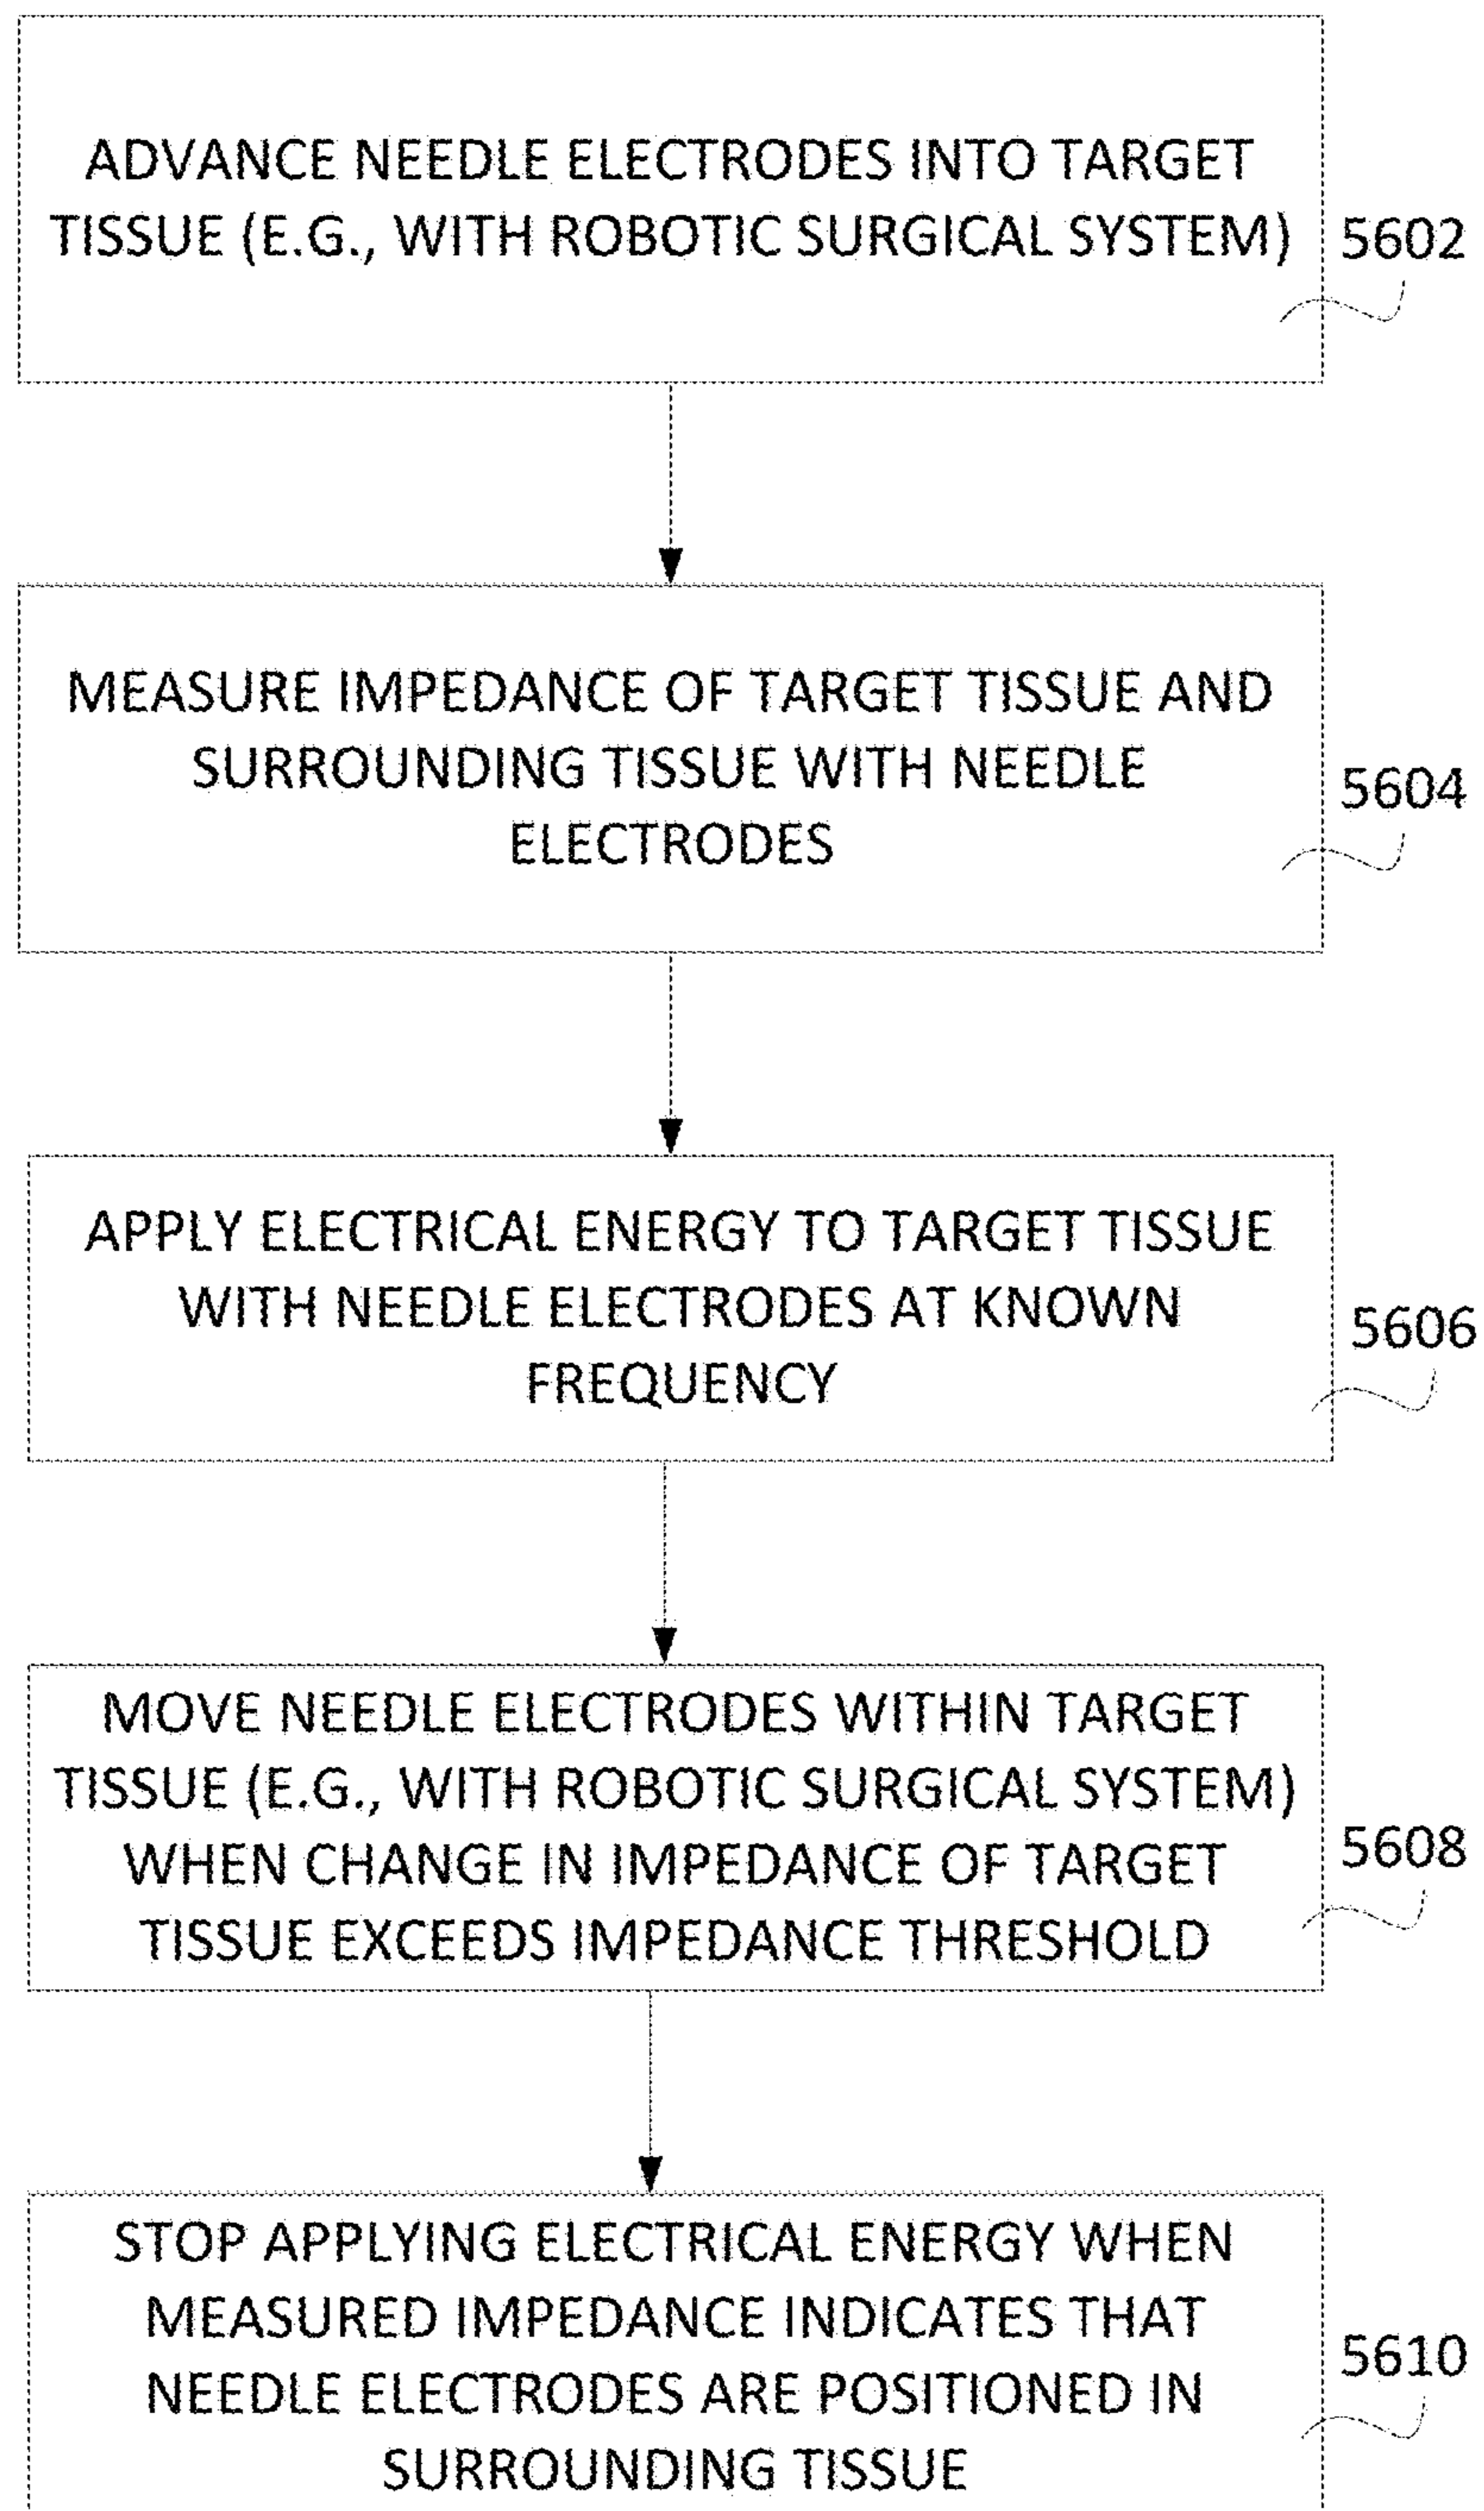 ADVANCE NEEDLE ELECTRODES INTO TARGET
TISSUE (E.G., WITH ROBOTIC SURGICAL SYSTEM)
5602
MEASURE IMPEDANCE OF TARGET TISSUE AND
SURROUNDING TISSUE WITH NEEDLE
ELECTRODES
5604
APPLY ELECTRICAL ENERGY TO TARGET TISSUE
WITH NEEDLE ELECTRODES AT KNOWN
FREQUENCY
5606
MOVE NEEDLE ELECTRODES WITHIN TARGET
TISSUE (E.G., WITH ROBOTIC SURGICAL SYSTEM)
WHEN CHANGE IN IMPEDANCE OF TARGET
TISSUE EXCEEDS IMPEDANCE THRESHOLD
5608
STOP APPLYING ELECTRICAL ENERGY WHEN
MEASURED IMPEDANCE INDICATES THAT
NEEDLE ELECTRODES ARE POSITIONED IN
SURROUNDING TISSUE
5610